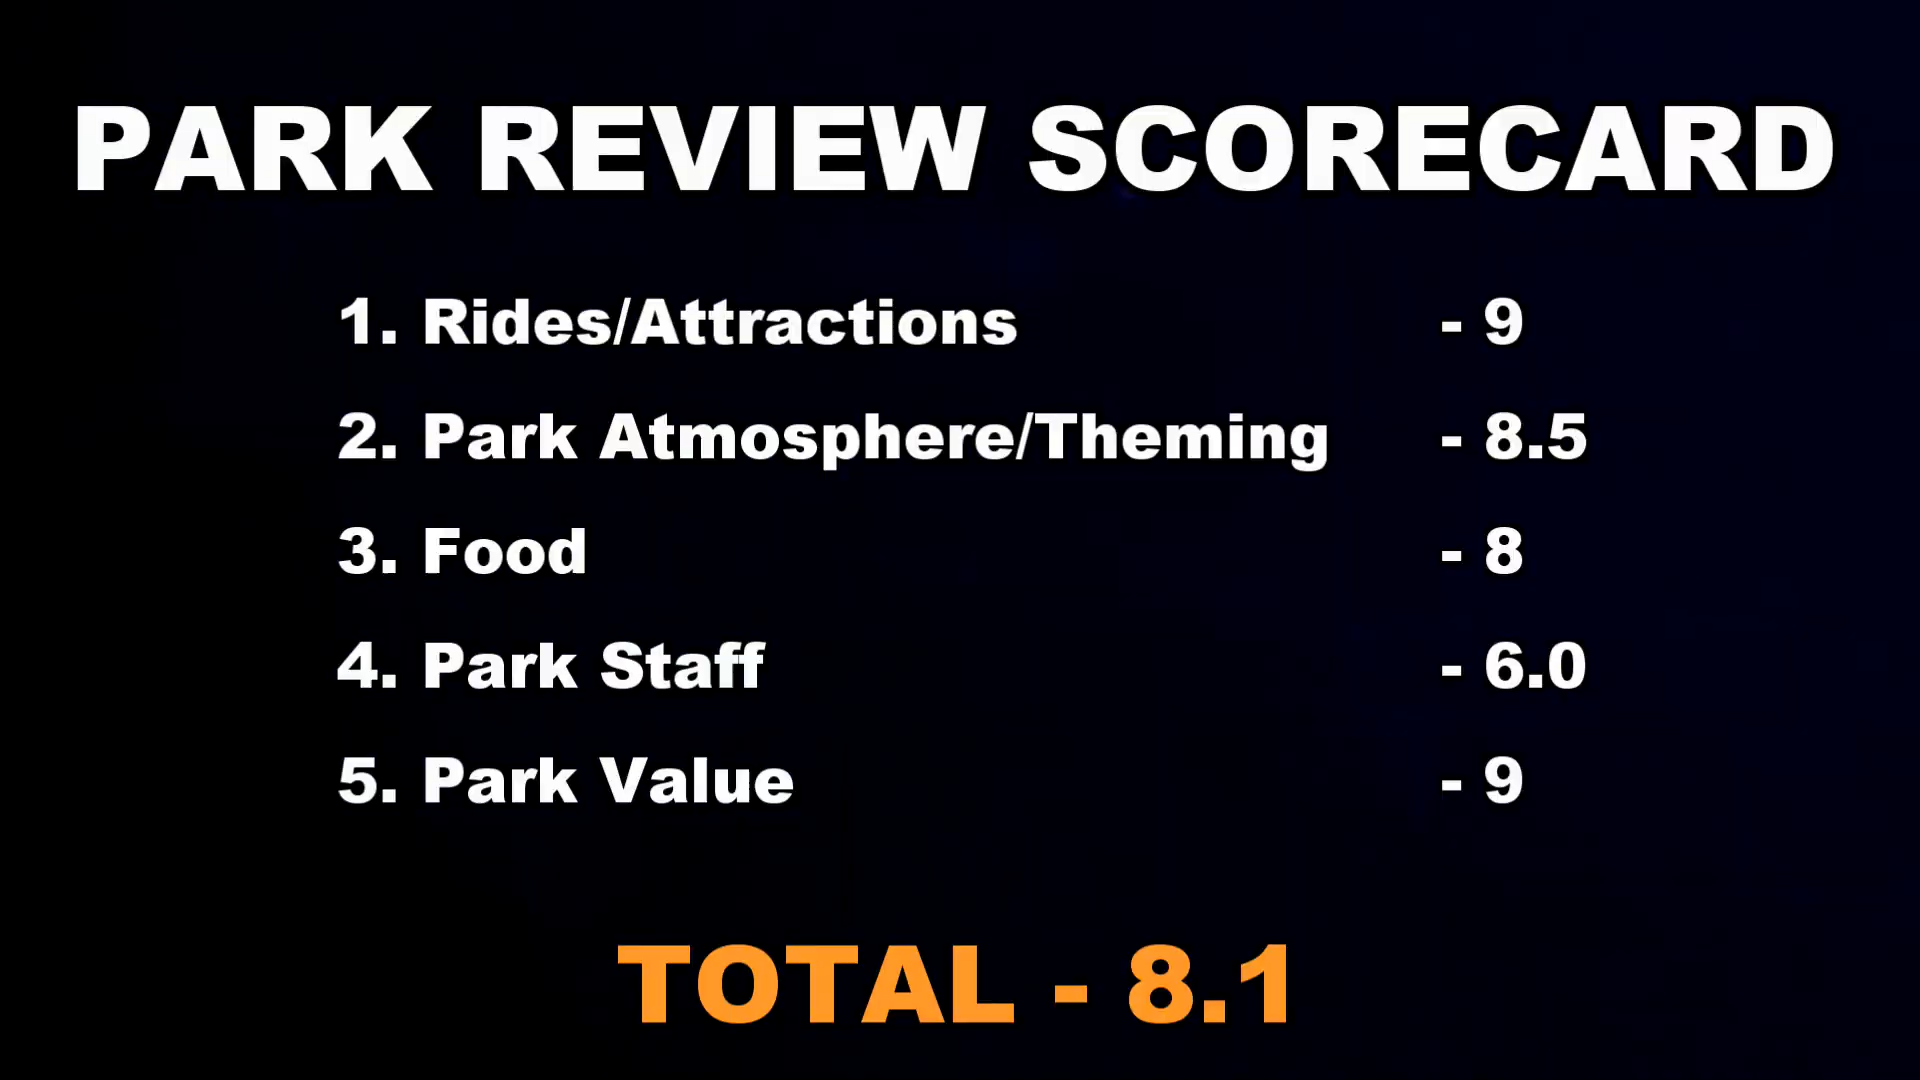 PARK REVIEW SCORECARD
1. Rides/Attractions - 9
2. Park Atmosphere/Theming - 8.5
3. Food - 8
4. Park Staff - 6.0
5. Park Value - 9
TOTAL - 8.1